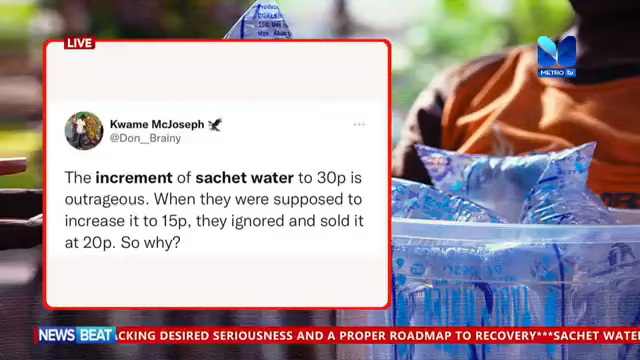 LIVE
METRO tv
Kwame McJoseph
@Don__Brainy
The increment of sachet water to 30p is
outrageous. When they were supposed to
increase it to 15p, they ignored and sold it
at 20p. So why?
NEWS BEAT
ACKING DESIRED SERIOUSNESS AND A PROPER ROADMAP TO RECOVERY***SACHET WATE